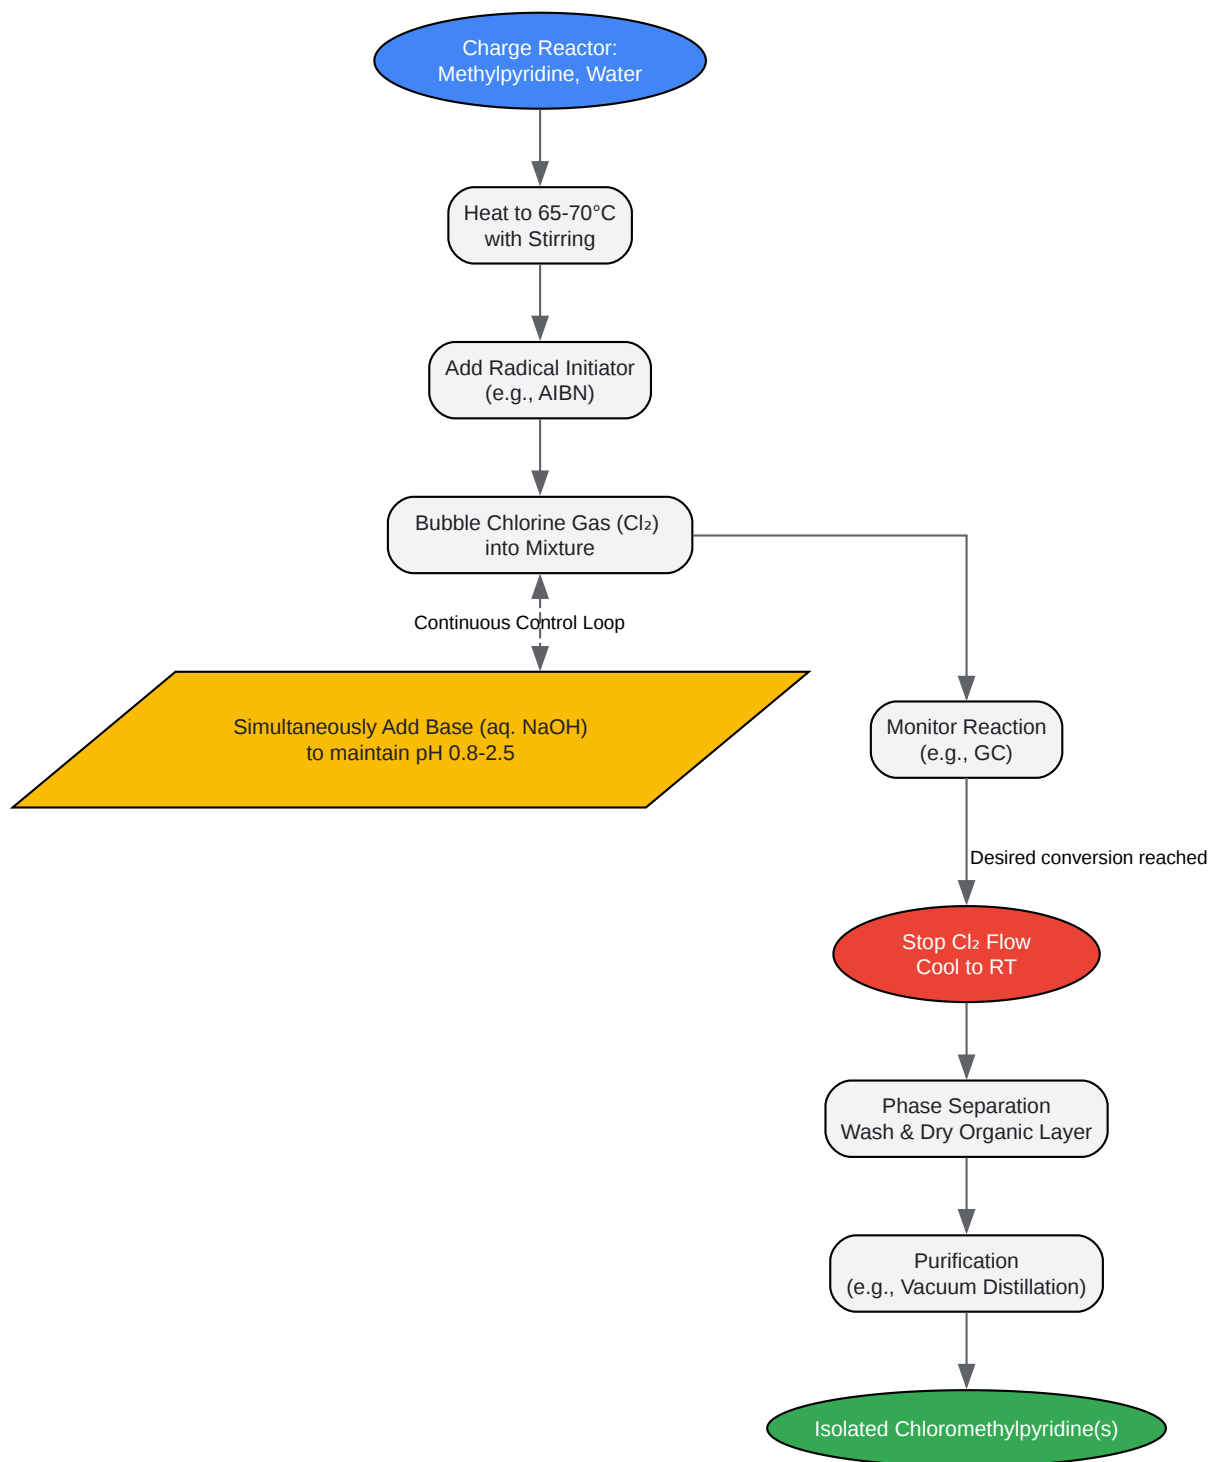 Charge Reactor:
Methylpyridine, Water
Heat to 65-70°C
with Stirring
Add Radical Initiator
(e.g., AIBN)
Bubble Chlorine Gas (Cl₂)
into Mixture
Continuous Control Loop
Simultaneously Add Base (aq. NaOH)
to maintain pH 0.8-2.5
Monitor Reaction
(e.g., GC)
Desired conversion reached
Stop Cl₂ Flow
Cool to RT
Phase Separation
Wash & Dry Organic Layer
Purification
(e.g., Vacuum Distillation)
Isolated Chloromethylpyridine(s)